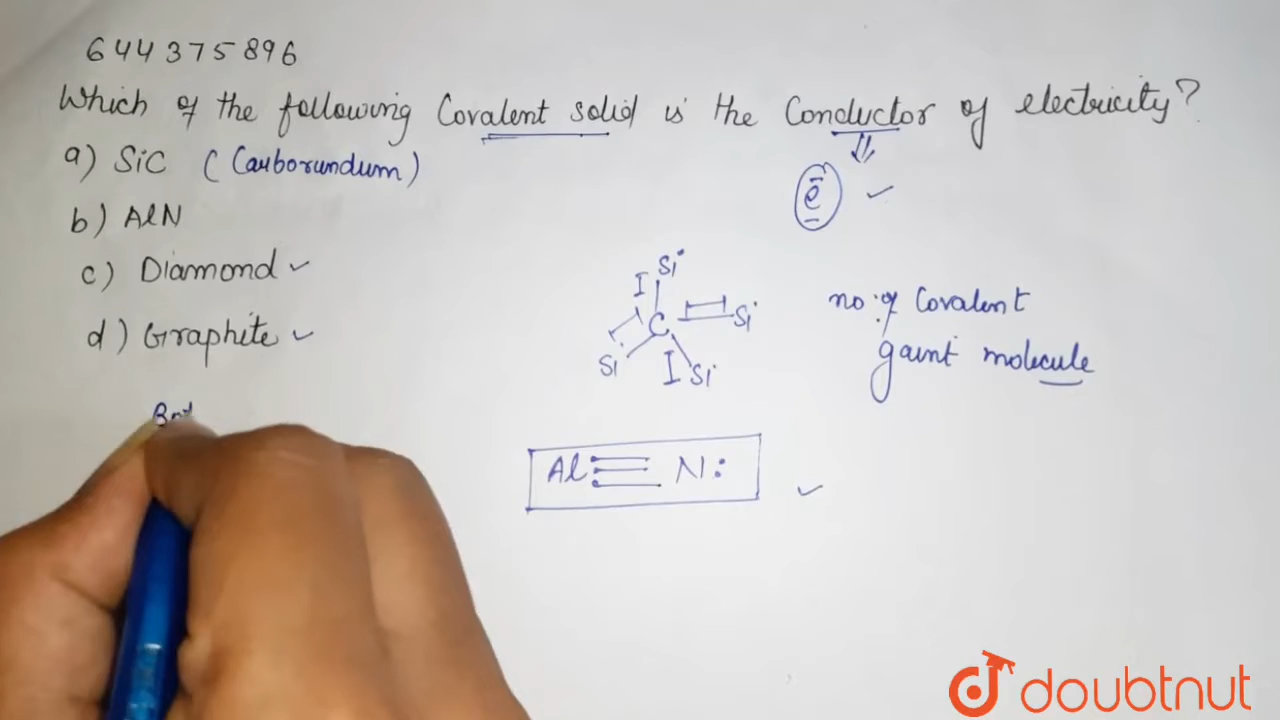 644375896
Which of the following Covalent solid is the Conductor of electricity?
a) SiC (Carborundum)
b) AlN
c) Diamond ✓
d) Graphite ✓
e̅ ✓
Si
C
Si
Si
Si
no. of Covalent
gaint molecule
Al ≡ N:
✓
doubtnut